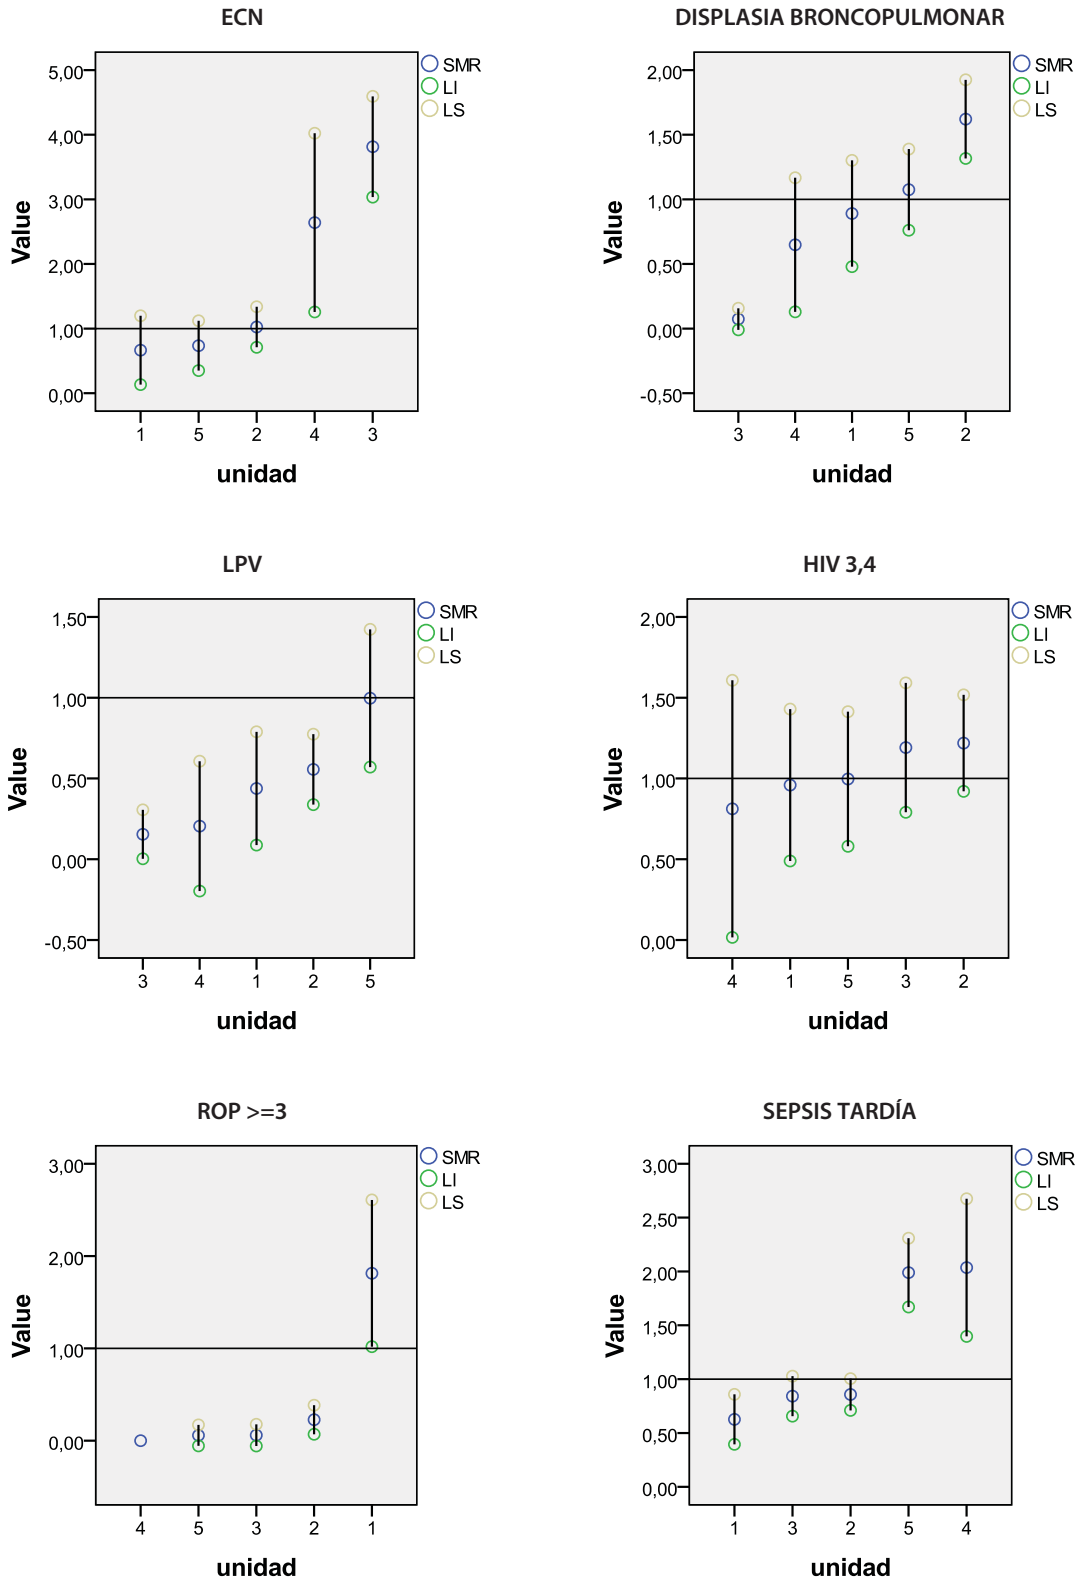 ECN
5,00
4,00
3,00
2,00
1,00
0,00
Value
1 5 2 4 3
unidad
SMR
LI
LS
DISPLASIA BRONCOPULMONAR
2,00
1,50
1,00
0,50
0,00
-0,50
Value
3 4 1 5 2
unidad
SMR
LI
LS
LPV
1,50
1,00
0,50
0,00
-0,50
Value
3 4 1 2 5
unidad
SMR
LI
LS
HIV 3,4
2,00
1,50
1,00
0,50
0,00
Value
4 1 5 3 2
unidad
SMR
LI
LS
ROP >=3
3,00
2,00
1,00
0,00
Value
4 5 3 2 1
unidad
SMR
LI
LS
SEPSIS TARDÍA
3,00
2,50
2,00
1,50
1,00
0,50
0,00
Value
1 3 2 5 4
unidad
SMR
LI
LS